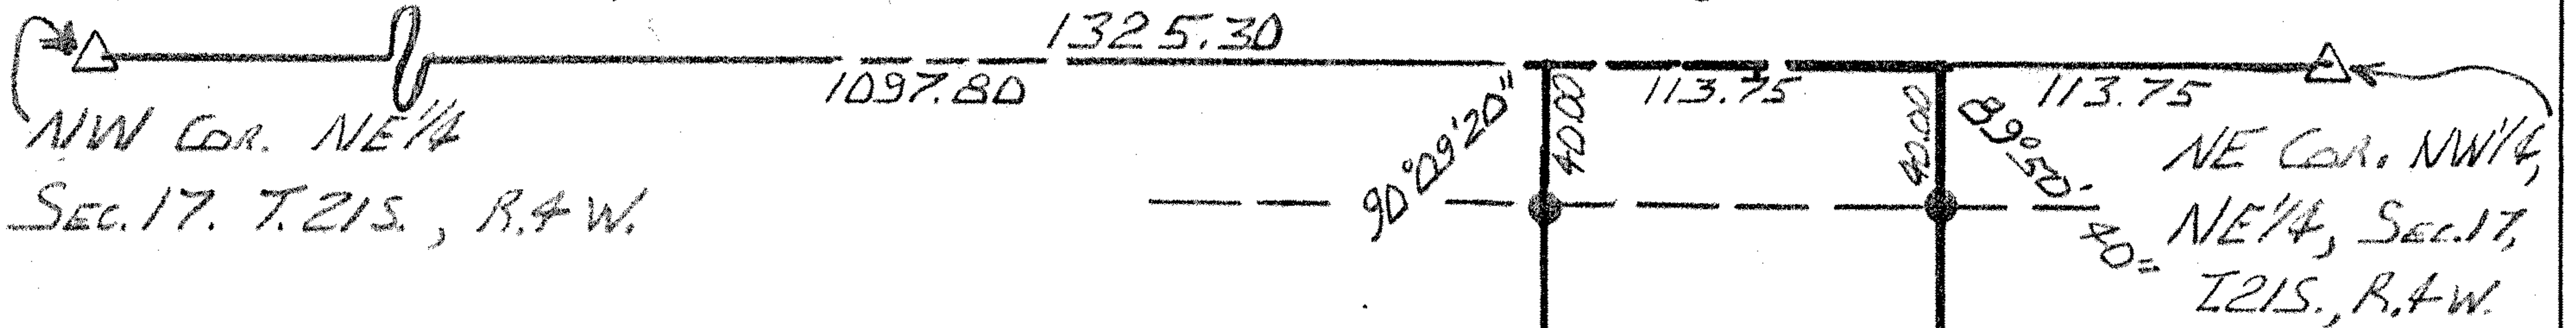 1325.30
1097.80
113.75
113.75
40.00
40.00
90°09'20"
89°50'40"
NW COR. NE1/4
SEC.17. T.21S., R.4W.
NE COR. NW1/4,
NE1/4, SEC.17,
T21S., R.4W.